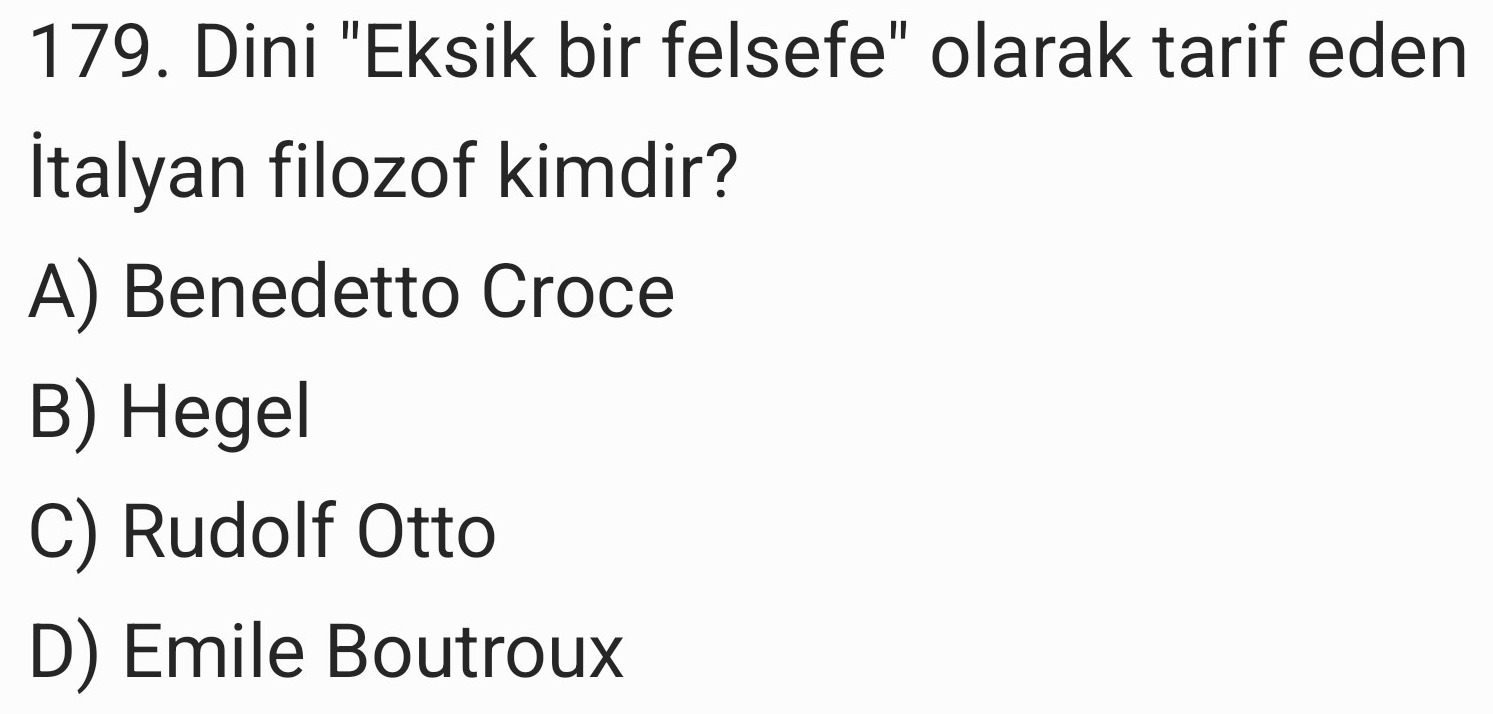 179. Dini "Eksik bir felsefe" olarak tarif eden
İtalyan filozof kimdir?
A) Benedetto Croce
B) Hegel
C) Rudolf Otto
D) Emile Boutroux